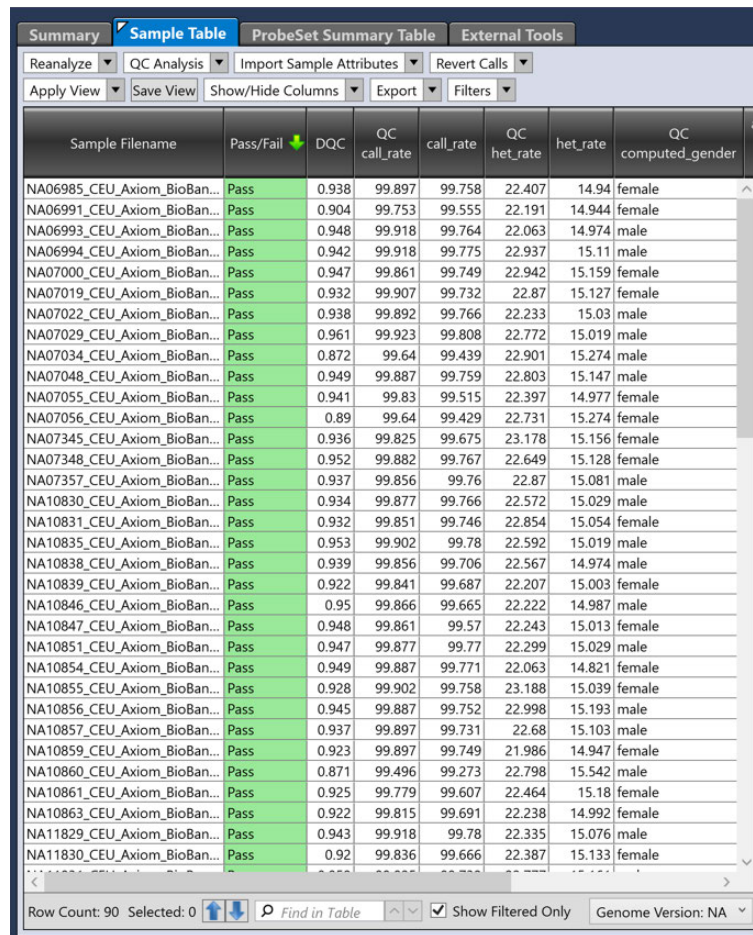 Summary Sample Table ProbeSet Summary Table External Tools
Reanalyze QC Analysis Import Sample Attributes Revert Calls
Apply View Save View Show/Hide Columns Export Filters
Sample Filename Pass/Fail DQC QC call_rate call_rate QC het_rate het_rate QC computed_gender
NA06985_CEU_Axiom_BioBan... Pass 0.938 99.897 99.758 22.407 14.94 female
NA06991_CEU_Axiom_BioBan... Pass 0.904 99.753 99.555 22.191 14.944 female
NA06993_CEU_Axiom_BioBan... Pass 0.948 99.918 99.764 22.063 14.974 male
NA06994_CEU_Axiom_BioBan... Pass 0.942 99.918 99.775 22.937 15.11 male
NA07000_CEU_Axiom_BioBan... Pass 0.947 99.861 99.749 22.942 15.159 female
NA07019_CEU_Axiom_BioBan... Pass 0.932 99.907 99.732 22.87 15.127 female
NA07022_CEU_Axiom_BioBan... Pass 0.938 99.892 99.766 22.233 15.03 male
NA07029_CEU_Axiom_BioBan... Pass 0.961 99.923 99.808 22.772 15.019 male
NA07034_CEU_Axiom_BioBan... Pass 0.872 99.64 99.439 22.901 15.274 male
NA07048_CEU_Axiom_BioBan... Pass 0.949 99.887 99.759 22.803 15.147 male
NA07055_CEU_Axiom_BioBan... Pass 0.941 99.83 99.515 22.397 14.977 female
NA07056_CEU_Axiom_BioBan... Pass 0.89 99.64 99.429 22.731 15.274 female
NA07345_CEU_Axiom_BioBan... Pass 0.936 99.825 99.675 23.178 15.156 female
NA07348_CEU_Axiom_BioBan... Pass 0.952 99.882 99.767 22.649 15.128 female
NA07357_CEU_Axiom_BioBan... Pass 0.937 99.856 99.76 22.87 15.081 male
NA10830_CEU_Axiom_BioBan... Pass 0.934 99.877 99.766 22.572 15.029 male
NA10831_CEU_Axiom_BioBan... Pass 0.932 99.851 99.746 22.854 15.054 female
NA10835_CEU_Axiom_BioBan... Pass 0.953 99.902 99.78 22.592 15.019 male
NA10838_CEU_Axiom_BioBan... Pass 0.939 99.856 99.706 22.567 14.974 male
NA10839_CEU_Axiom_BioBan... Pass 0.922 99.841 99.687 22.207 15.003 female
NA10846_CEU_Axiom_BioBan... Pass 0.95 99.866 99.665 22.222 14.987 male
NA10847_CEU_Axiom_BioBan... Pass 0.948 99.861 99.57 22.243 15.013 female
NA10851_CEU_Axiom_BioBan... Pass 0.947 99.877 99.77 22.299 15.029 male
NA10854_CEU_Axiom_BioBan... Pass 0.949 99.887 99.771 22.063 14.821 female
NA10855_CEU_Axiom_BioBan... Pass 0.928 99.902 99.758 23.188 15.039 female
NA10856_CEU_Axiom_BioBan... Pass 0.945 99.887 99.752 22.998 15.193 male
NA10857_CEU_Axiom_BioBan... Pass 0.937 99.897 99.731 22.68 15.103 male
NA10859_CEU_Axiom_BioBan... Pass 0.923 99.897 99.749 21.986 14.947 female
NA10860_CEU_Axiom_BioBan... Pass 0.871 99.496 99.273 22.798 15.542 male
NA10861_CEU_Axiom_BioBan... Pass 0.925 99.779 99.607 22.464 15.18 female
NA10863_CEU_Axiom_BioBan... Pass 0.922 99.815 99.691 22.238 14.992 female
NA11829_CEU_Axiom_BioBan... Pass 0.943 99.918 99.78 22.335 15.076 male
NA11830_CEU_Axiom_BioBan... Pass 0.92 99.836 99.666 22.387 15.133 female
Row Count: 90 Selected: 0 Find in Table Show Filtered Only Genome Version: NA